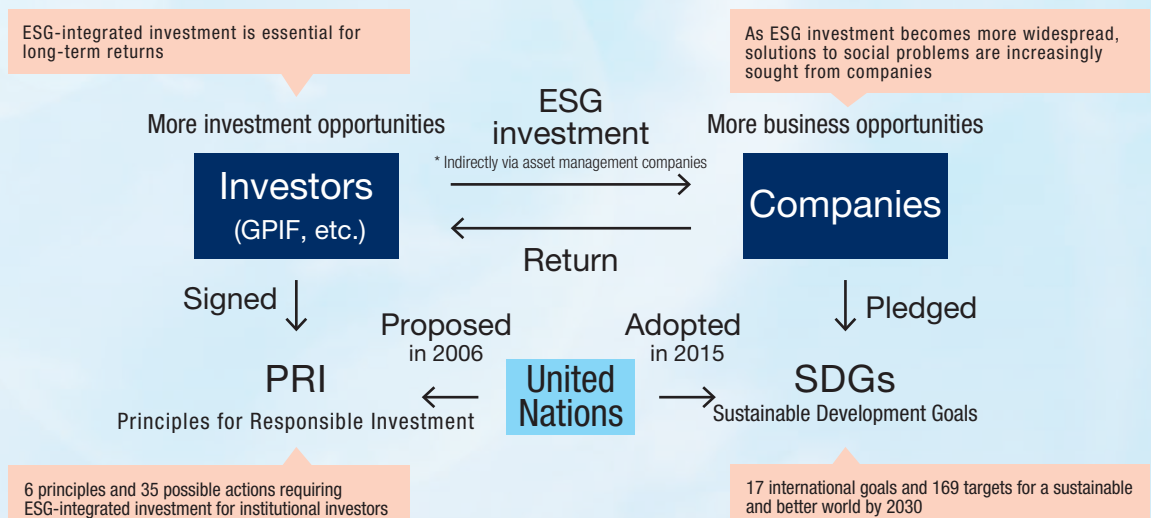 ESG-integrated investment is essential for
long-term returns
As ESG investment becomes more widespread,
solutions to social problems are increasingly
sought from companies
More investment opportunities
ESG
investment
* Indirectly via asset management companies
More business opportunities
Investors
(GPIF, etc.)
Companies
Return
Signed
Pledged
Proposed
in 2006
Adopted
in 2015
PRI
Principles for Responsible Investment
United
Nations
SDGs
Sustainable Development Goals
6 principles and 35 possible actions requiring
ESG-integrated investment for institutional investors
17 international goals and 169 targets for a sustainable
and better world by 2030